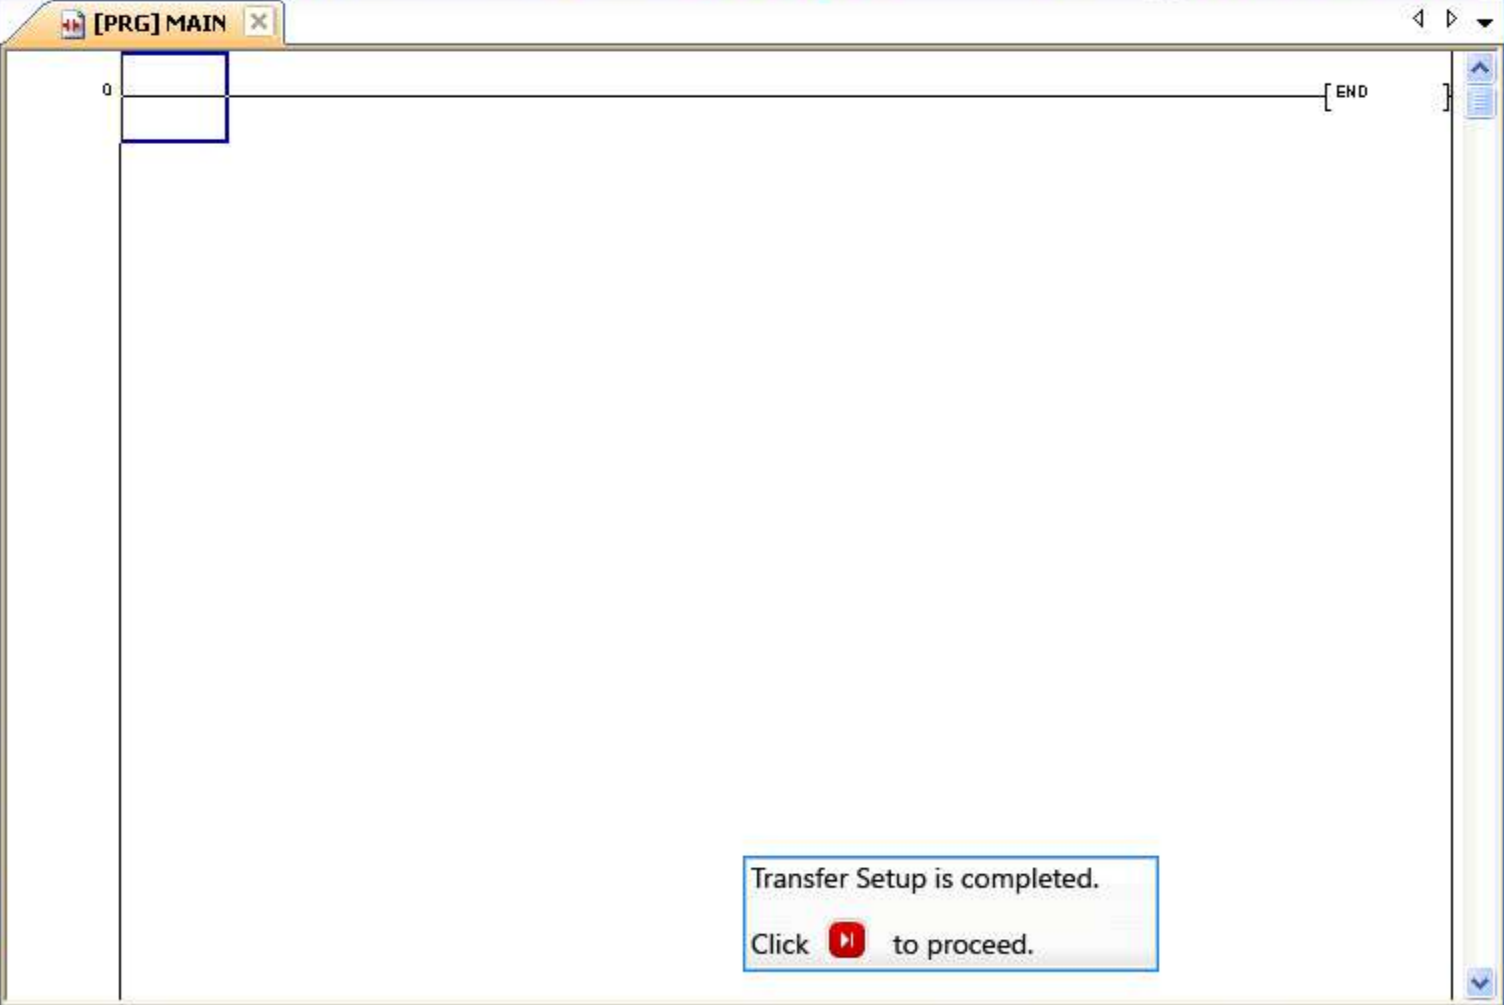 [PRG] MAIN
0
END
Transfer Setup is completed.
Click to proceed.